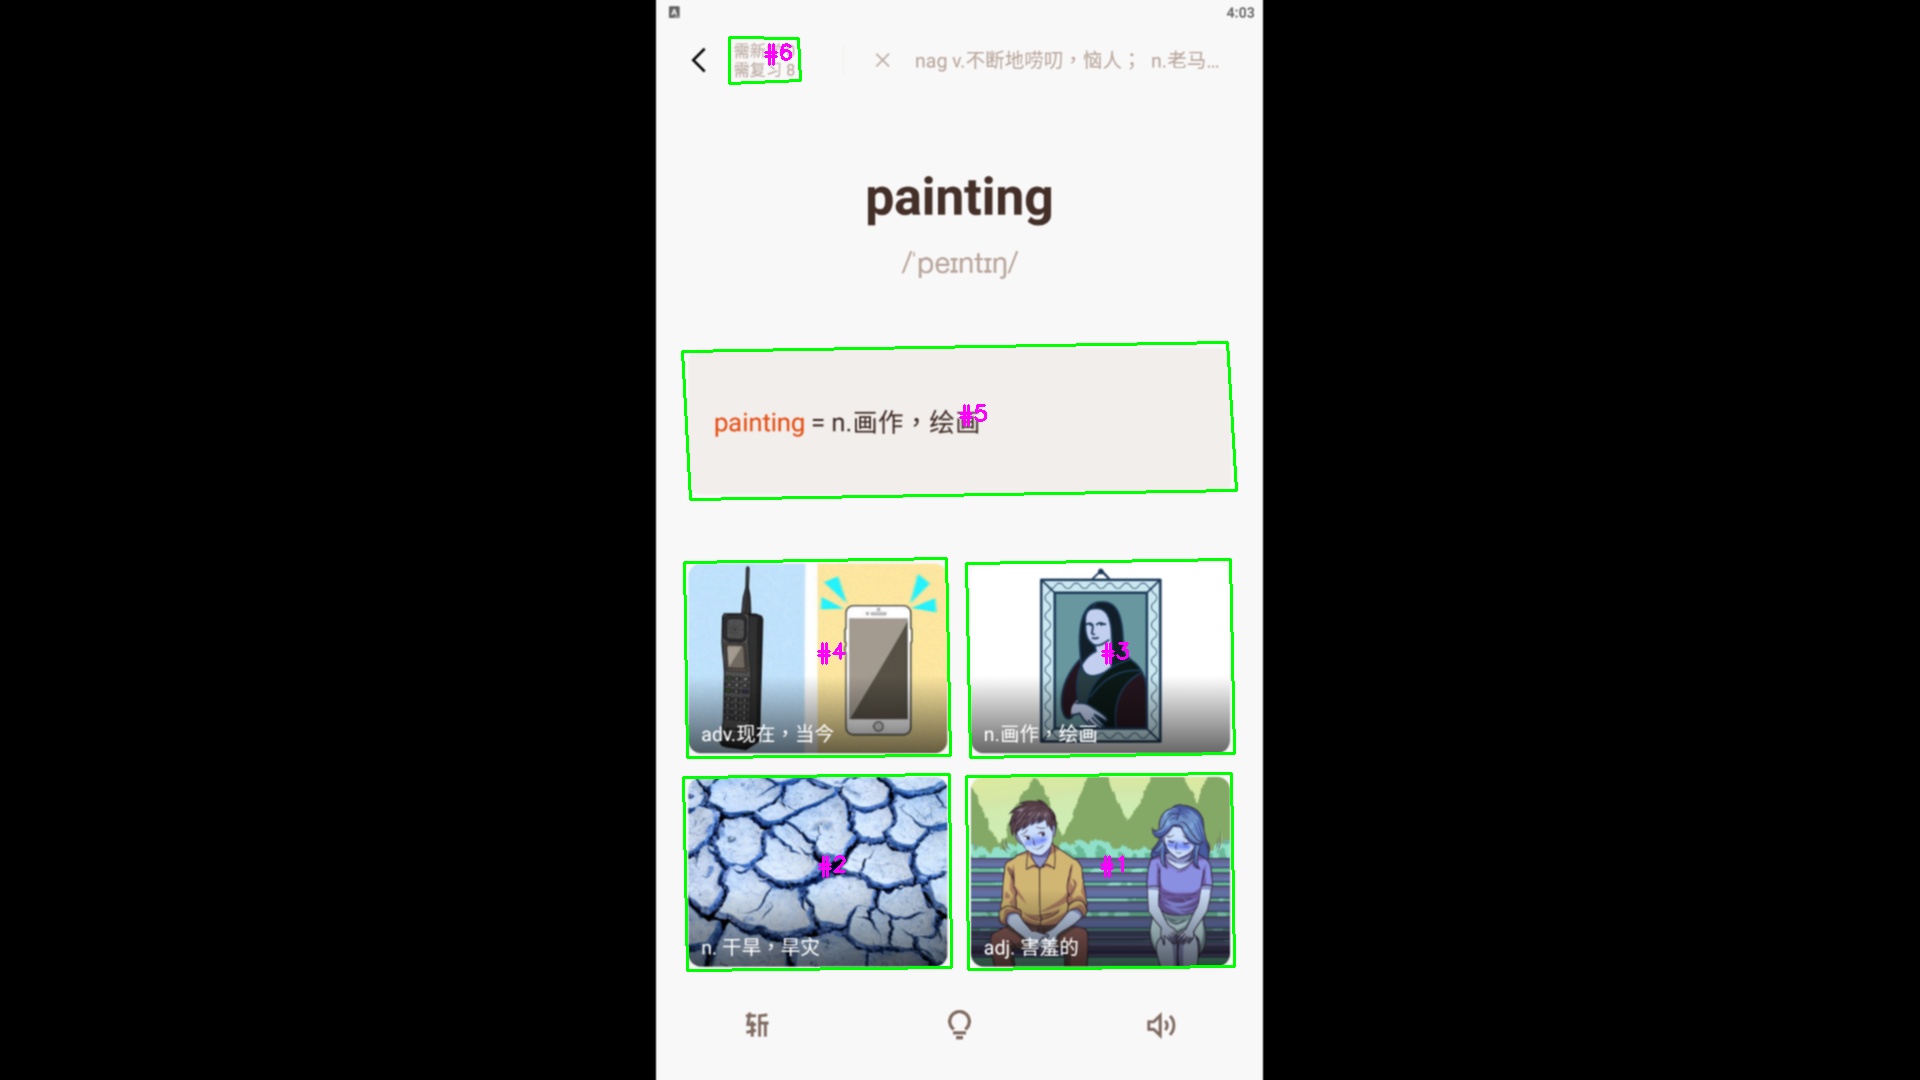 4:03
需新
需复习 8
nag v.不断地唠叨，恼人； n.老马...
painting
/ˈpeɪntɪŋ/
painting = n.画作，绘画
adv.现在，当今
n.画作，绘画
n. 干旱，旱灾
adj. 害羞的
斩
#6
#5
#4
#3
#2
#1